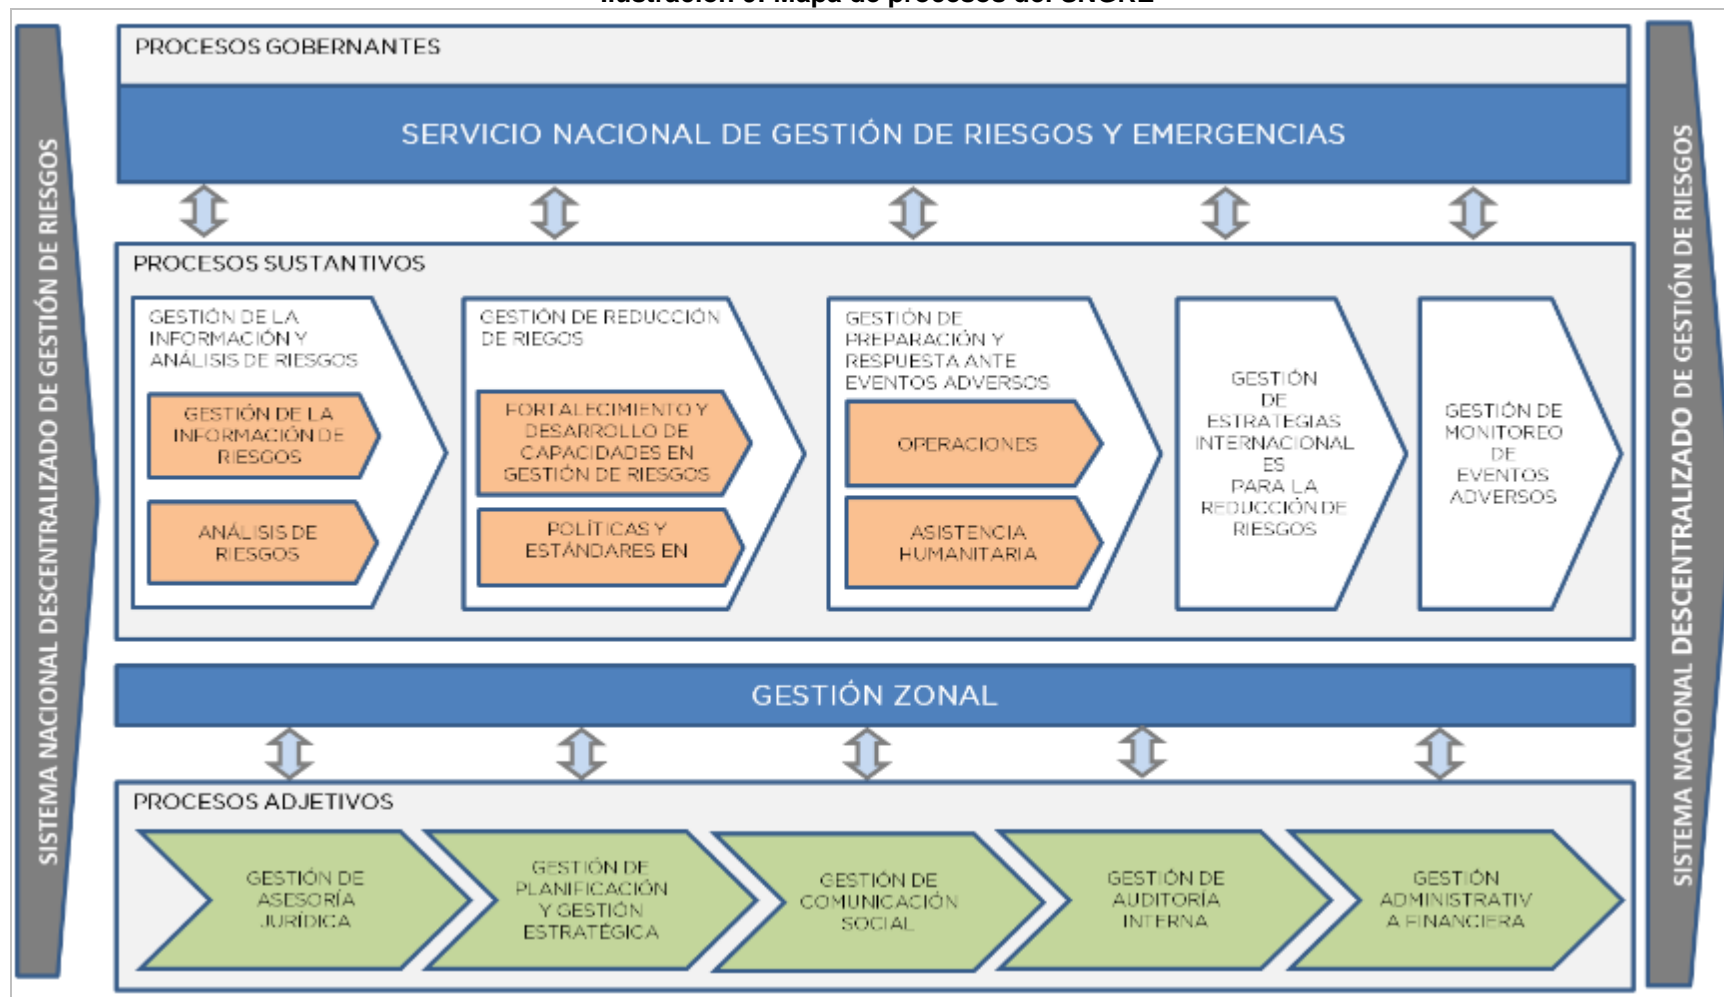 SISTEMA NACIONAL DESCENTRALIZADO DE GESTIÓN DE RIESGOS
PROCESOS GOBERNANTES
SERVICIO NACIONAL DE GESTIÓN DE RIESGOS Y EMERGENCIAS
PROCESOS SUSTANTIVOS
GESTIÓN DE LA
INFORMACIÓN Y
ANÁLISIS DE RIESGOS
GESTIÓN DE LA
INFORMACIÓN DE
RIESGOS
ANÁLISIS DE
RIESGOS
GESTIÓN DE REDUCCIÓN
DE RIEGOS
FORTALECIMIENTO Y
DESARROLLO DE
CAPACIDADES EN
GESTIÓN DE RIESGOS
POLÍTICAS Y
ESTÁNDARES EN
GESTIÓN DE
PREPARACIÓN Y
RESPUESTA ANTE
EVENTOS ADVERSOS
OPERACIONES
ASISTENCIA
HUMANITARIA
GESTIÓN
DE
ESTRATEGIAS
INTERNACIONAL
ES
PARA LA
REDUCCIÓN DE
RIESGOS
GESTIÓN DE
MONITOREO
DE
EVENTOS
ADVERSOS
GESTIÓN ZONAL
PROCESOS ADJETIVOS
GESTIÓN DE
ASESORÍA
JURÍDICA
GESTIÓN DE
PLANIFICACIÓN
Y GESTIÓN
ESTRATÉGICA
GESTIÓN DE
COMUNICACIÓN
SOCIAL
GESTIÓN DE
AUDITORÍA
INTERNA
GESTIÓN
ADMINISTRATIV
A FINANCIERA
SISTEMA NACIONAL DESCENTRALIZADO DE GESTIÓN DE RIESGOS